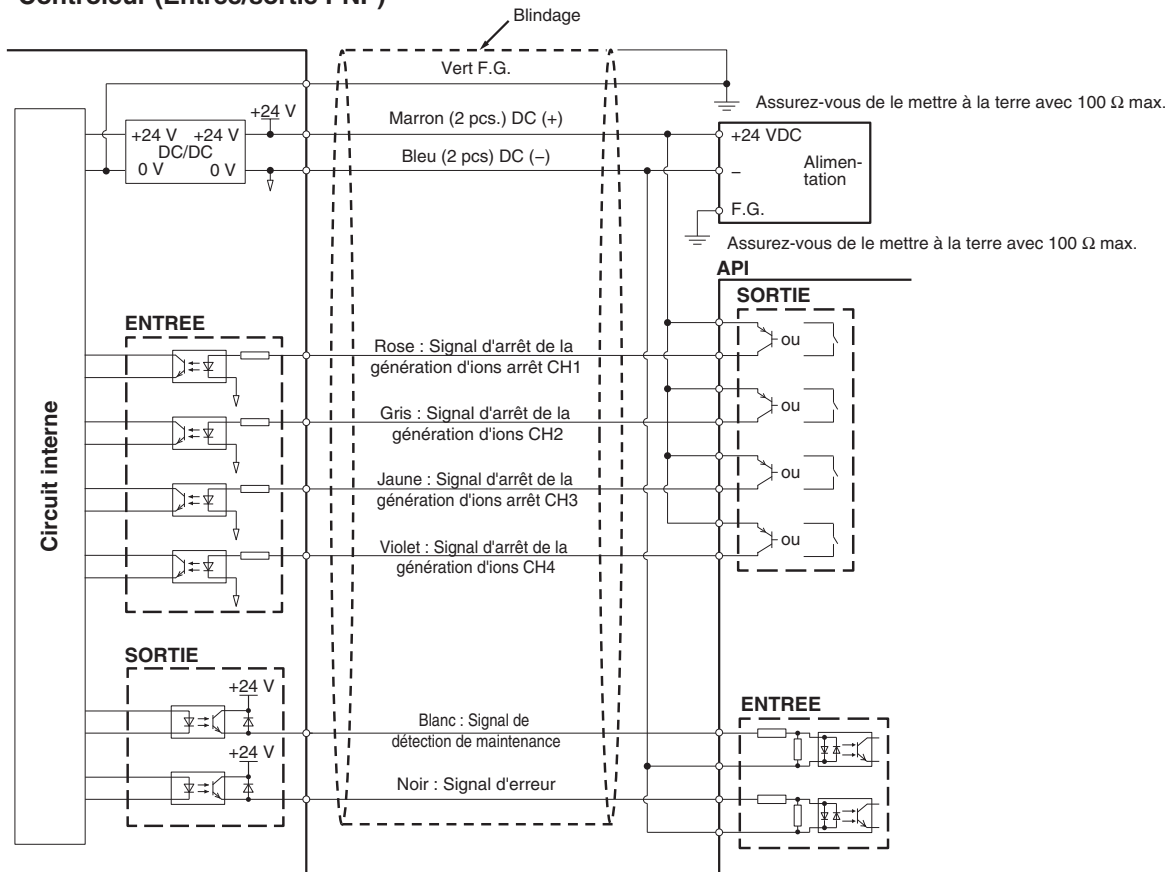 Contrôleur (Entrés/sortie PNP)
Blindage
Vert F.G.
Assurez-vous de le mettre à la terre avec 100 Ω max.
+24 V
Marron (2 pcs.) DC (+)
+24 VDC
+24 V +24 V
DC/DC
0 V 0 V
Bleu (2 pcs) DC (−)
–
Alimen-
tation
F.G.
Assurez-vous de le mettre à la terre avec 100 Ω max.
API
SORTIE
ENTREE
Rose : Signal d'arrêt de la
génération d'ions arrêt CH1
ou
Gris : Signal d'arrêt de la
génération d'ions CH2
ou
Circuit interne
Jaune : Signal d'arrêt de la
génération d'ions arrêt CH3
ou
Violet : Signal d'arrêt de la
génération d'ions CH4
ou
SORTIE
+24 V
ENTREE
Blanc : Signal de
détection de maintenance
+24 V
Noir : Signal d'erreur